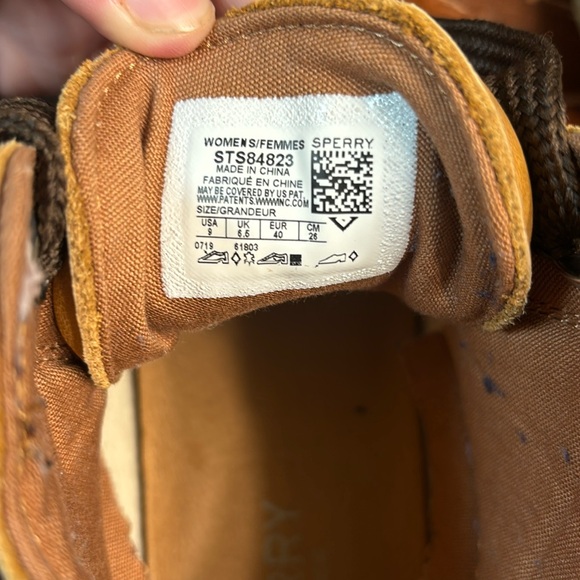 WOMENS/FEMMES SPERRY
STS84823
MADE IN CHINA
FABRIQUÉ EN CHINE
MAY BE COVERED BY US PAT.
WWW.PATENTS.WWWINC.COM
SIZE/GRANDEUR
USA UK EUR CM
9 6.5 40 26
0719 61803
RRY